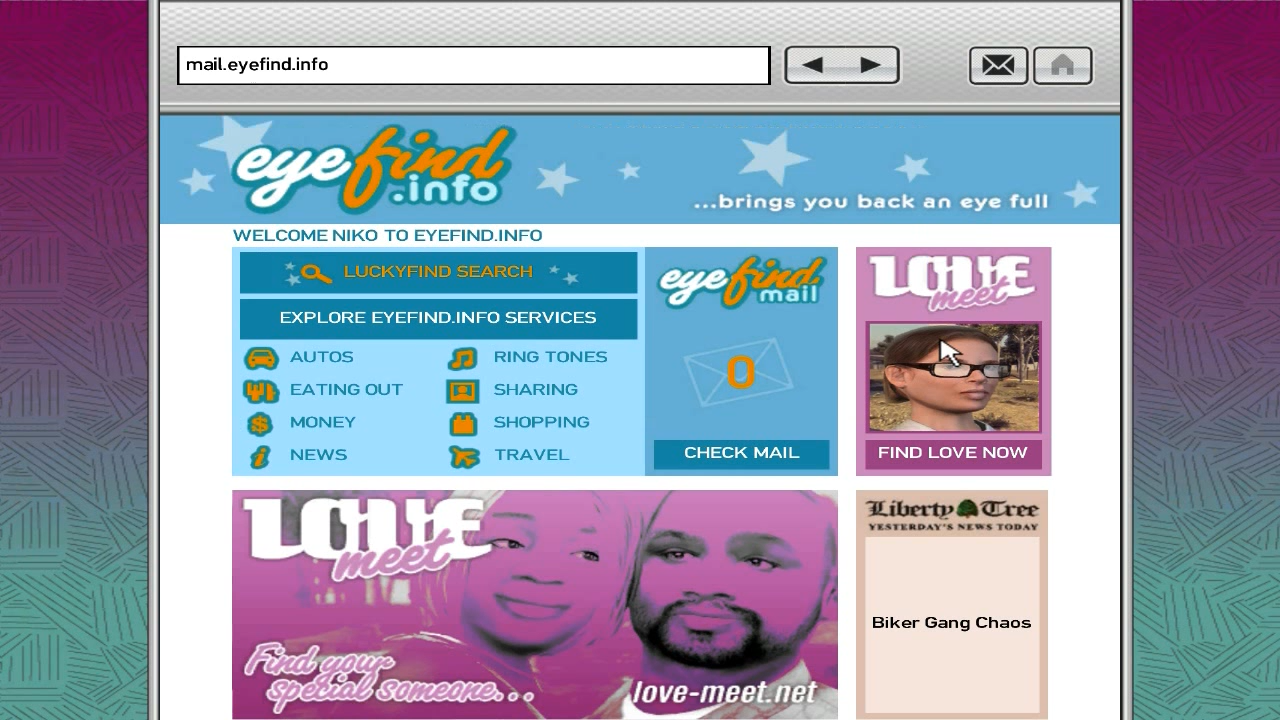 mail.eyefind.info
eyefind
.info
...brings you back an eye full
WELCOME NIKO TO EYEFIND.INFO
LUCKYFIND SEARCH
EXPLORE EYEFIND.INFO SERVICES
AUTOS
RING TONES
EATING OUT
SHARING
MONEY
SHOPPING
NEWS
TRAVEL
eyefind
mail
0
CHECK MAIL
LOVE
meet
FIND LOVE NOW
LOVE
meet
Find your
special someone...
love-meet.net
Liberty Tree
YESTERDAY'S NEWS TODAY
Biker Gang Chaos